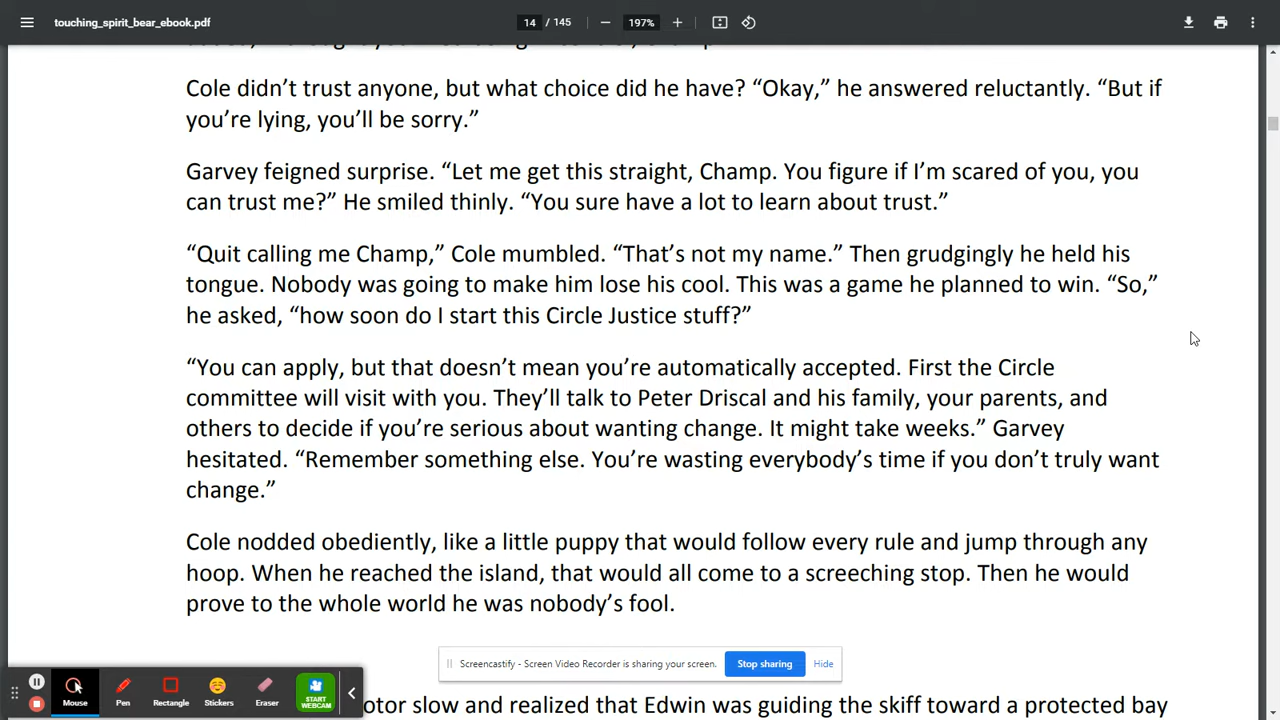 touching_spirit_bear_ebook.pdf
14 / 145
197%
Cole didn’t trust anyone, but what choice did he have? “Okay,” he answered reluctantly. “But if
you’re lying, you’ll be sorry.”
Garvey feigned surprise. “Let me get this straight, Champ. You figure if I’m scared of you, you
can trust me?” He smiled thinly. “You sure have a lot to learn about trust.”
“Quit calling me Champ,” Cole mumbled. “That’s not my name.” Then grudgingly he held his
tongue. Nobody was going to make him lose his cool. This was a game he planned to win. “So,”
he asked, “how soon do I start this Circle Justice stuff?”
“You can apply, but that doesn’t mean you’re automatically accepted. First the Circle
committee will visit with you. They’ll talk to Peter Driscal and his family, your parents, and
others to decide if you’re serious about wanting change. It might take weeks.” Garvey
hesitated. “Remember something else. You’re wasting everybody’s time if you don’t truly want
change.”
Cole nodded obediently, like a little puppy that would follow every rule and jump through any
hoop. When he reached the island, that would all come to a screeching stop. Then he would
prove to the whole world he was nobody’s fool.
Screencastify - Screen Video Recorder is sharing your screen.
Stop sharing
Hide
Mouse
Pen
Rectangle
Stickers
Eraser
START
WEBCAM
otor slow and realized that Edwin was guiding the skiff toward a protected bay